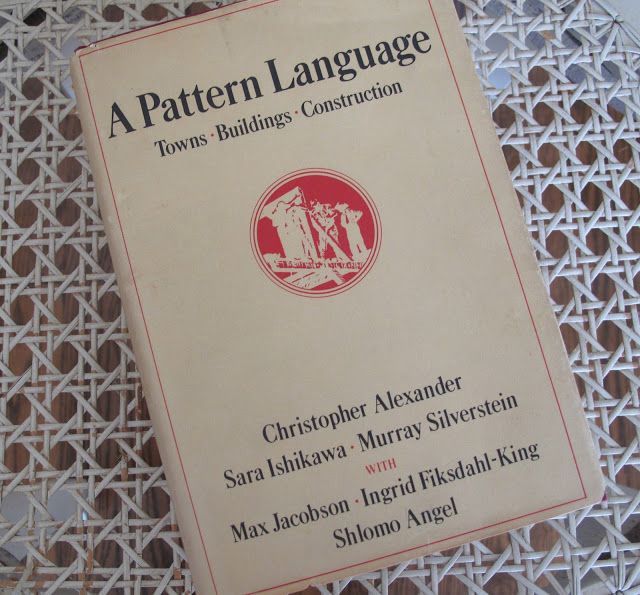 A Pattern Language
Towns · Buildings · Construction
Christopher Alexander
Sara Ishikawa · Murray Silverstein
WITH
Max Jacobson · Ingrid Fiksdahl-King
Shlomo Angel